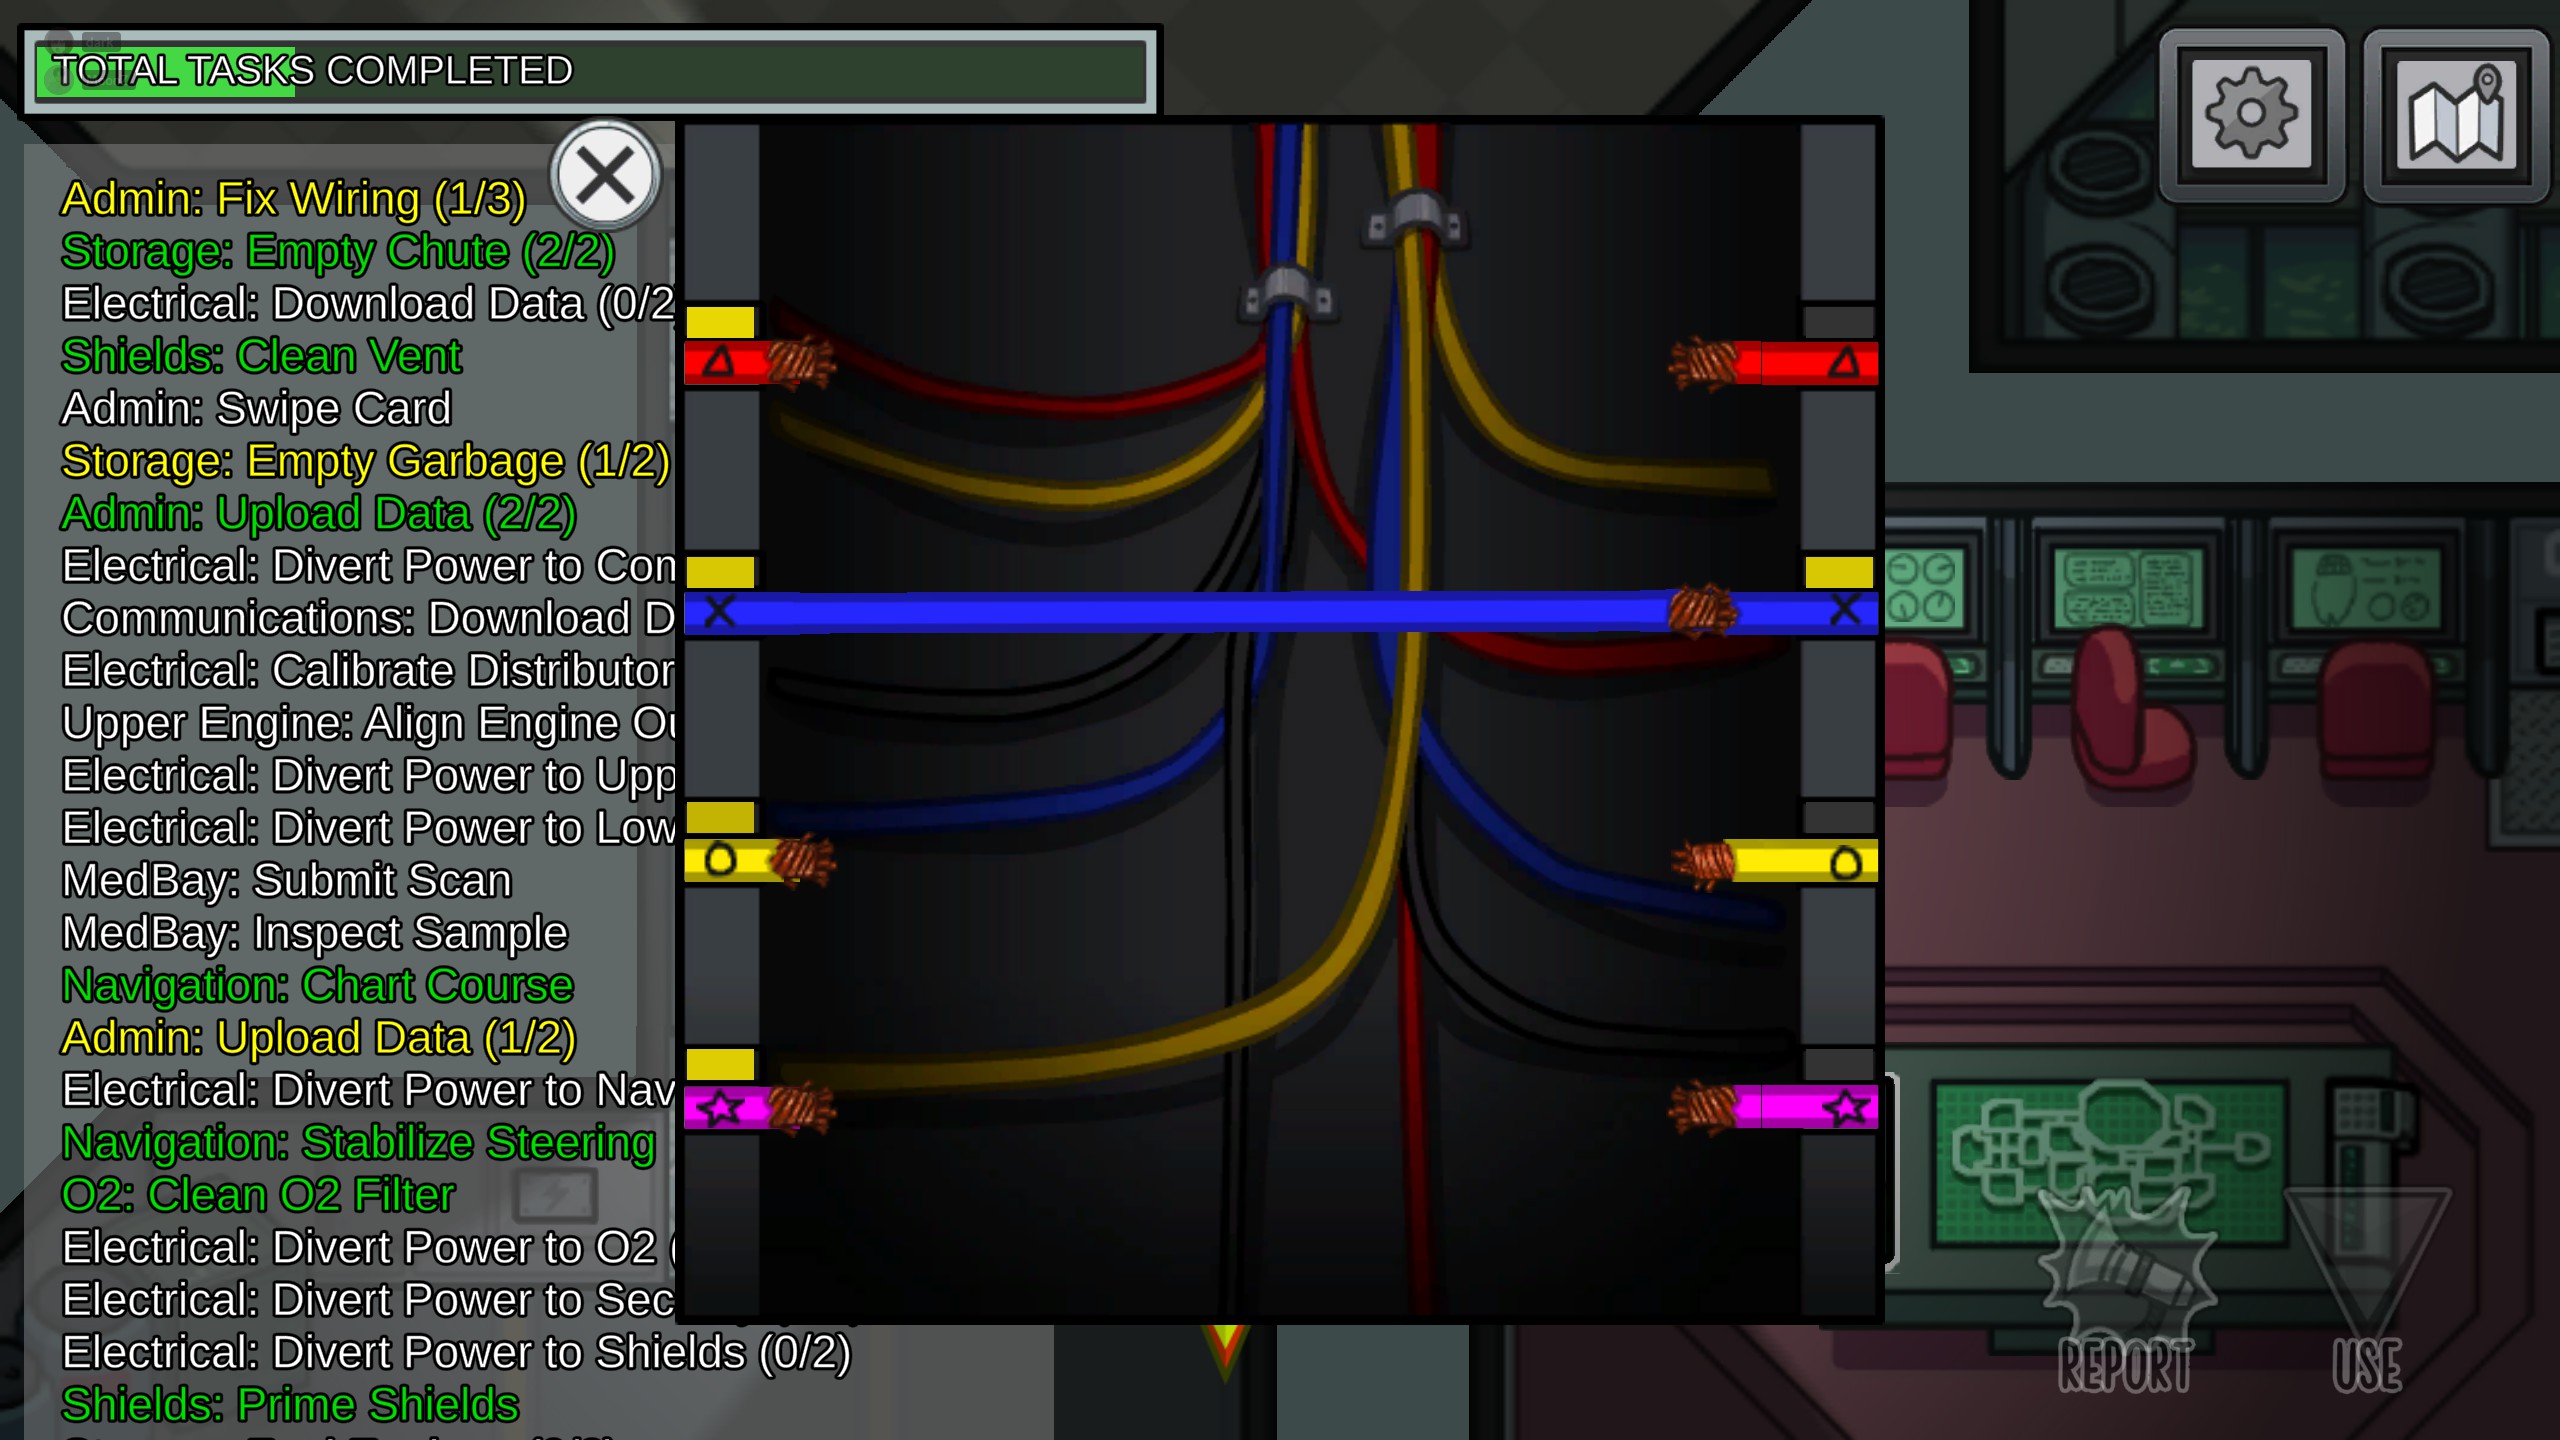 TOTAL TASKS COMPLETED
Admin: Fix Wiring (1/3)
Storage: Empty Chute (2/2)
Electrical: Download Data (0/2
Shields: Clean Vent
Admin: Swipe Card
Storage: Empty Garbage (1/2)
Admin: Upload Data (2/2)
Electrical: Divert Power to Com
Communications: Download D
Electrical: Calibrate Distributor
Upper Engine: Align Engine Ou
Electrical: Divert Power to Upp
Electrical: Divert Power to Low
MedBay: Submit Scan
MedBay: Inspect Sample
Navigation: Chart Course
Admin: Upload Data (1/2)
Electrical: Divert Power to Nav
Navigation: Stabilize Steering
O2: Clean O2 Filter
Electrical: Divert Power to O2 (
Electrical: Divert Power to Sec
Electrical: Divert Power to Shields (0/2)
Shields: Prime Shields
REPORT
USE